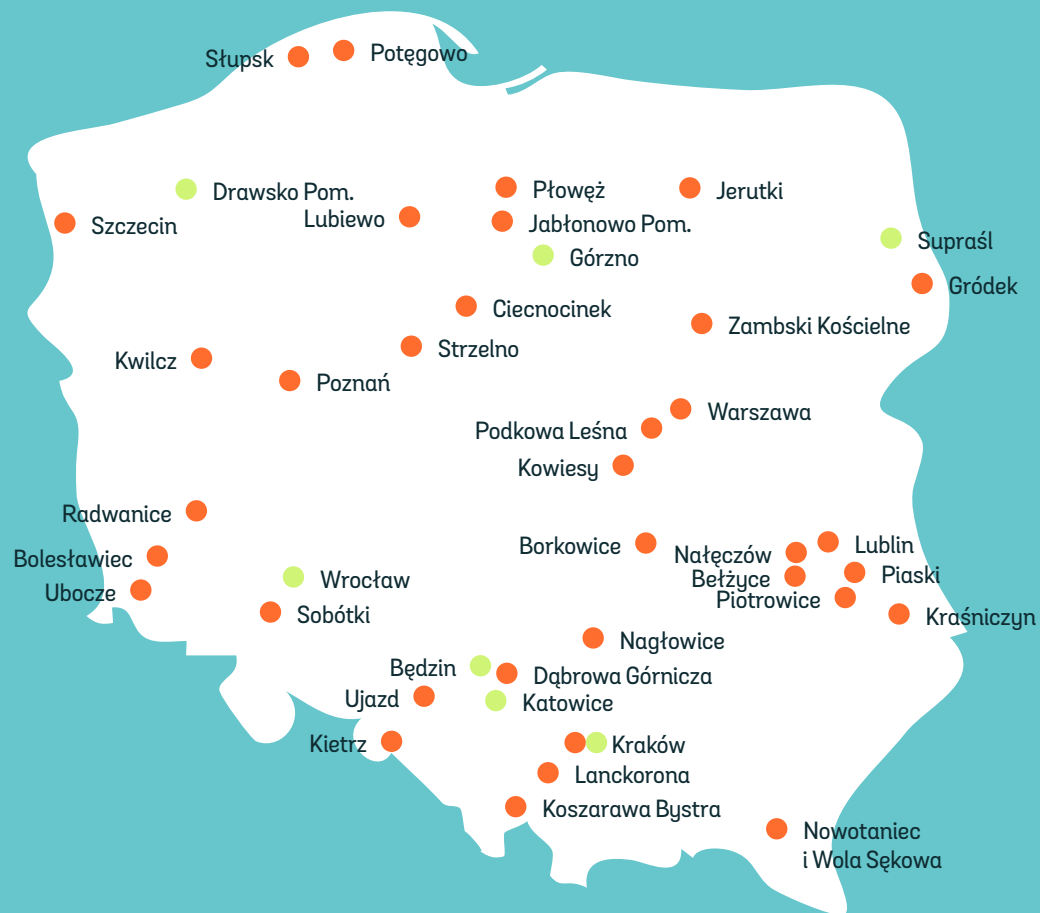 Słupsk
Potęgowo
Drawsko Pom.
Płowęż
Jerutki
Lubiewo
Szczecin
Jabłonowo Pom.
Supraśl
Górzno
Gródek
Ciecnocinek
Zambski Kościelne
Strzelno
Kwilcz
Poznań
Warszawa
Podkowa Leśna
Kowiesy
Radwanice
Borkowice
Lublin
Nałęczów
Bolesławiec
Piaski
Bełżyce
Wrocław
Ubocze
Piotrowice
Sobótki
Kraśniczyn
Nagłowice
Będzin
Dąbrowa Górnicza
Ujazd
Katowice
Kietrz
Kraków
Lanckorona
Koszarawa Bystra
Nowotaniec
i Wola Sękowa